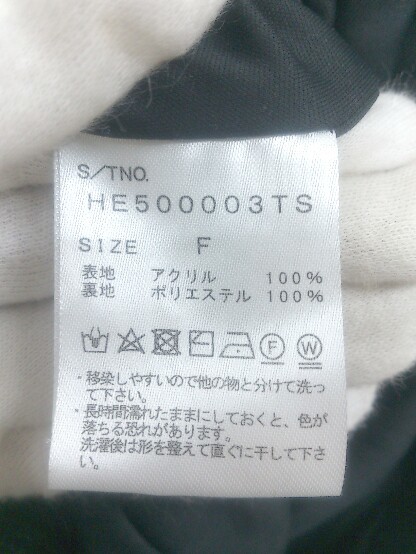 S/TNO.
HE500003TS
SIZE F
表地 アクリル 100%
裏地 ポリエステル 100%
F W
・移染しやすいので他の物と分けて洗っ
て下さい。
・長時間濡れたままにしておくと、色が
落ちる恐れがあります。
洗濯後は形を整えて直ぐに干して下さ
い。